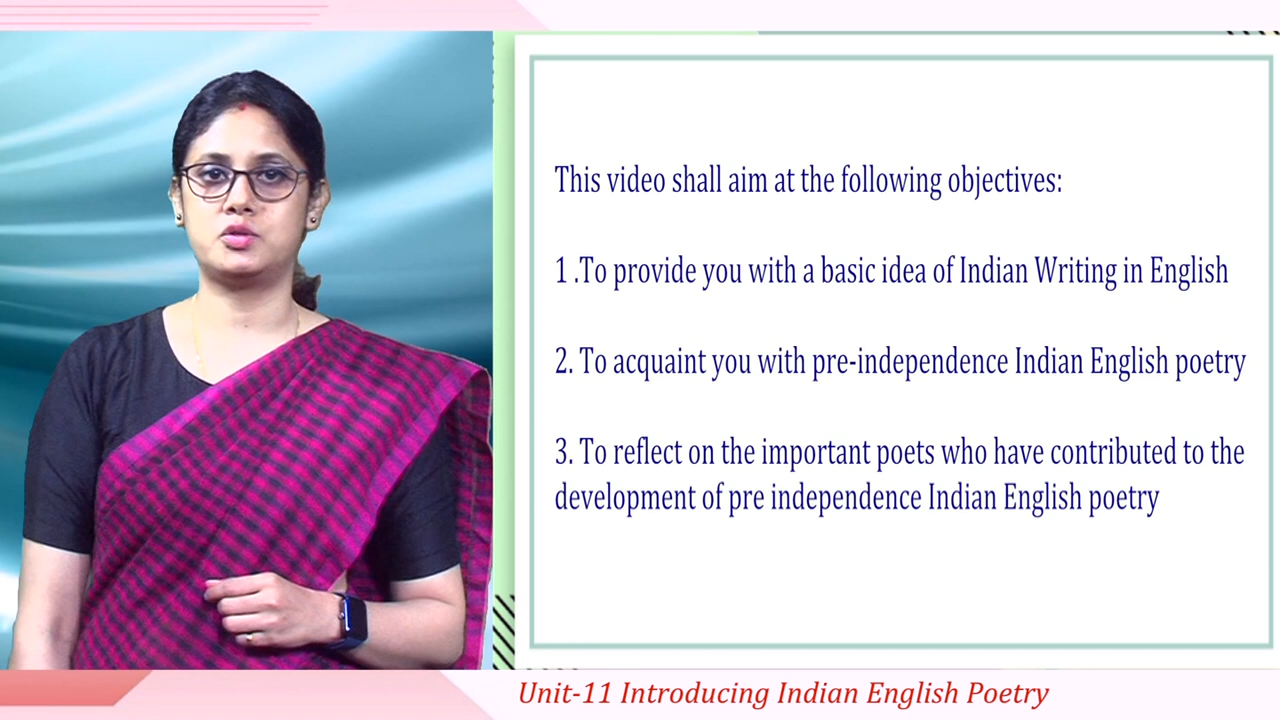 This video shall aim at the following objectives:
1 .To provide you with a basic idea of Indian Writing in English
2. To acquaint you with pre-independence Indian English poetry
3. To reflect on the important poets who have contributed to the
development of pre independence Indian English poetry
Unit-11 Introducing Indian English Poetry